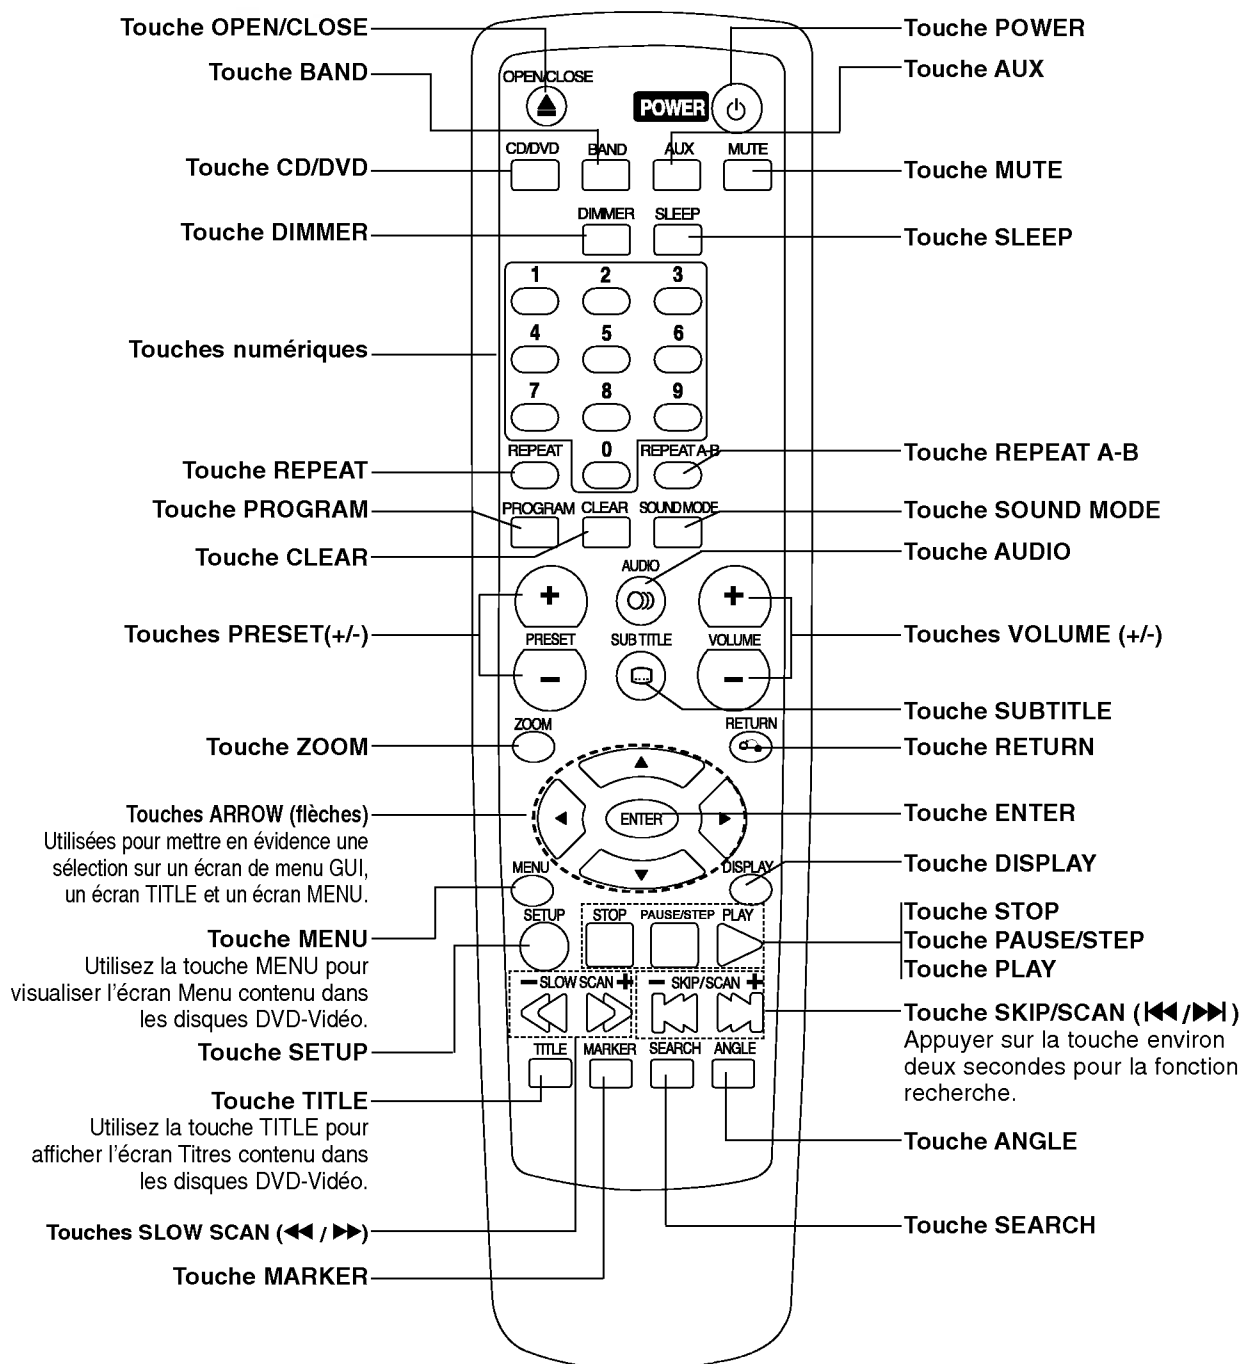 Touche OPEN/CLOSE
Touche BAND
Touche CD/DVD
Touche DIMMER
Touches numériques
Touche REPEAT
Touche PROGRAM
Touche CLEAR
Touches PRESET(+/-)
Touche ZOOM
Touches ARROW (flèches)
Utilisées pour mettre en évidence une
sélection sur un écran de menu GUI,
un écran TITLE et un écran MENU.
Touche MENU
Utilisez la touche MENU pour
visualiser l'écran Menu contenu dans
les disques DVD-Vidéo.
Touche SETUP
Touche TITLE
Utilisez la touche TITLE pour
afficher l'écran Titres contenu dans
les disques DVD-Vidéo.
Touches SLOW SCAN (◀◀ / ▶▶)
Touche MARKER
OPEN/CLOSE
POWER
CD/DVD BAND AUX MUTE
DIMMER SLEEP
1 2 3
4 5 6
7 8 9
REPEAT 0 REPEAT A-B
PROGRAM CLEAR SOUND MODE
AUDIO
+ +
PRESET SUBTITLE VOLUME
– –
ZOOM RETURN
ENTER
MENU DISPLAY
SETUP STOP PAUSE/STEP PLAY
– SLOW SCAN + – SKIP/SCAN +
TITLE MARKER SEARCH ANGLE
Touche POWER
Touche AUX
Touche MUTE
Touche SLEEP
Touche REPEAT A-B
Touche SOUND MODE
Touche AUDIO
Touches VOLUME (+/-)
Touche SUBTITLE
Touche RETURN
Touche ENTER
Touche DISPLAY
Touche STOP
Touche PAUSE/STEP
Touche PLAY
Touche SKIP/SCAN (|◀◀ / ▶▶|)
Appuyer sur la touche environ
deux secondes pour la fonction
recherche.
Touche ANGLE
Touche SEARCH